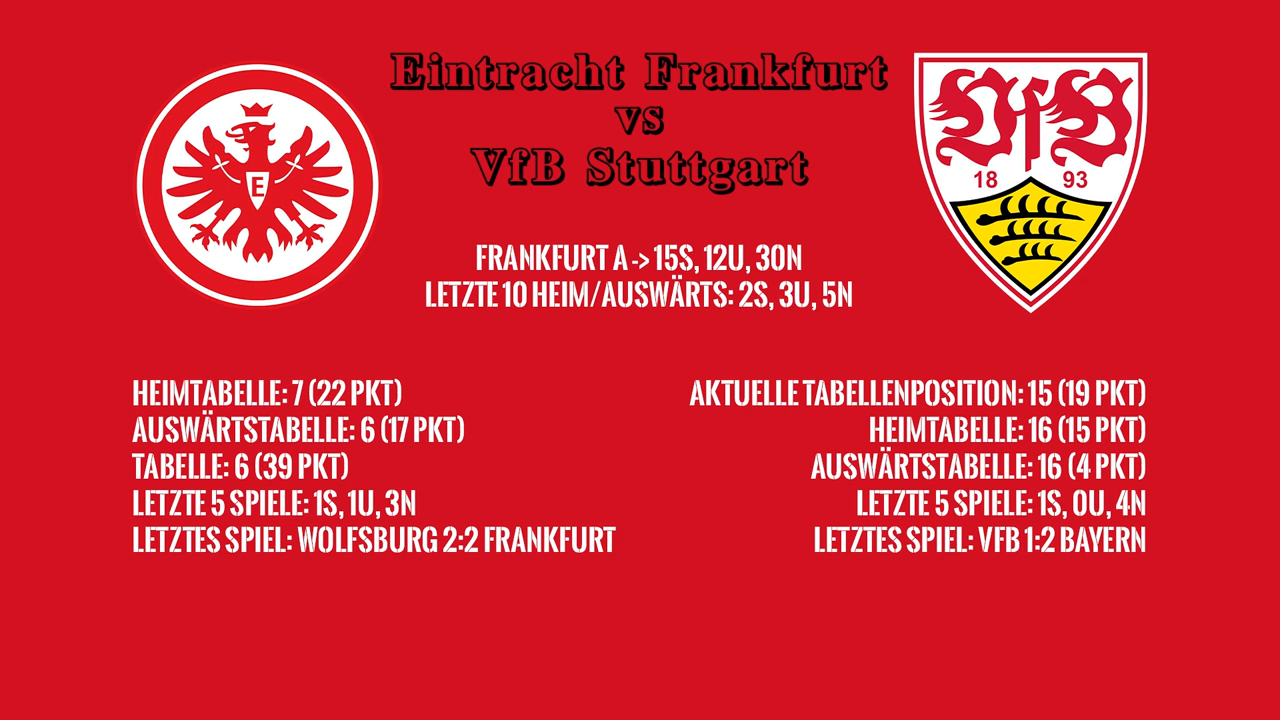 Eintracht Frankfurt
vs
VfB Stuttgart
E
VfB
18 93
FRANKFURT A -> 15S, 12U, 30N
LETZTE 10 HEIM/AUSWÄRTS: 2S, 3U, 5N
HEIMTABELLE: 7 (22 PKT)
AUSWÄRTSTABELLE: 6 (17 PKT)
TABELLE: 6 (39 PKT)
LETZTE 5 SPIELE: 1S, 1U, 3N
LETZTES SPIEL: WOLFSBURG 2:2 FRANKFURT
AKTUELLE TABELLENPOSITION: 15 (19 PKT)
HEIMTABELLE: 16 (15 PKT)
AUSWÄRTSTABELLE: 16 (4 PKT)
LETZTE 5 SPIELE: 1S, 0U, 4N
LETZTES SPIEL: VFB 1:2 BAYERN